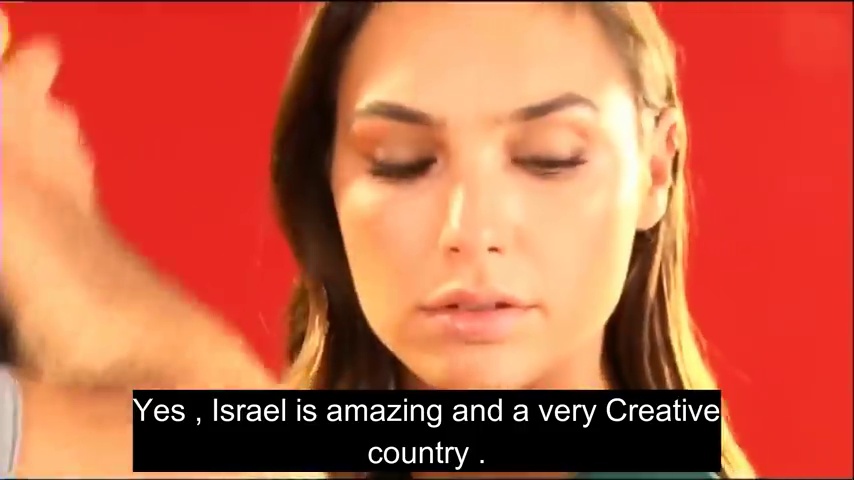 Yes , Israel is amazing and a very Creative
country .